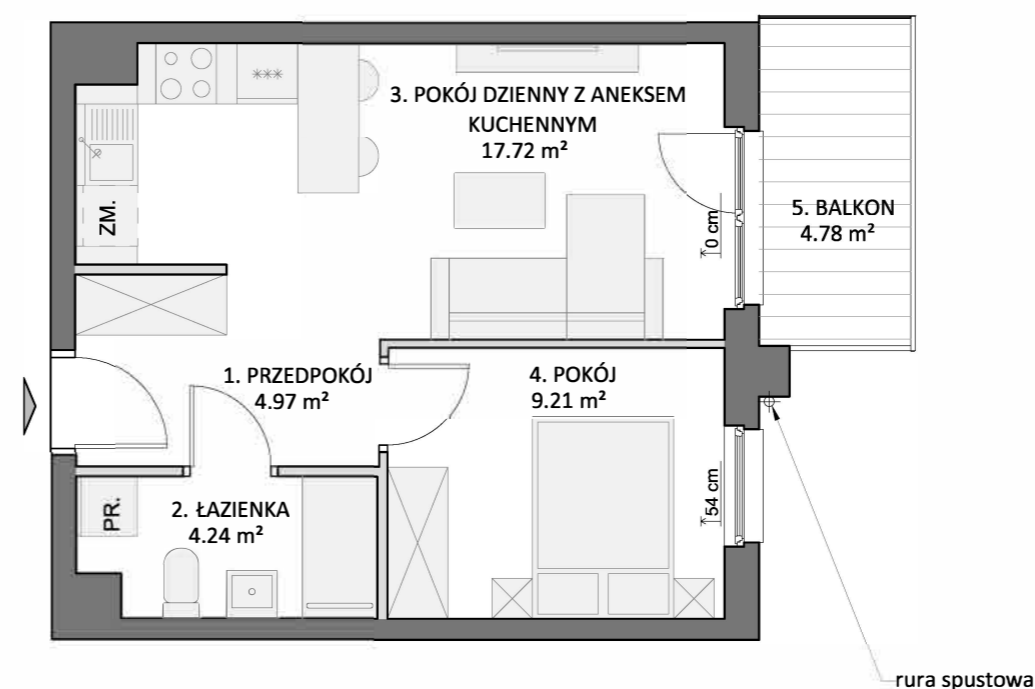 3. POKÓJ DZIENNY Z ANEKSEM
KUCHENNYM
17.72 m²
ZM.
0 cm
5. BALKON
4.78 m²
1. PRZEDPOKÓJ
4.97 m²
4. POKÓJ
9.21 m²
PR.
2. ŁAZIENKA
4.24 m²
54 cm
rura spustowa